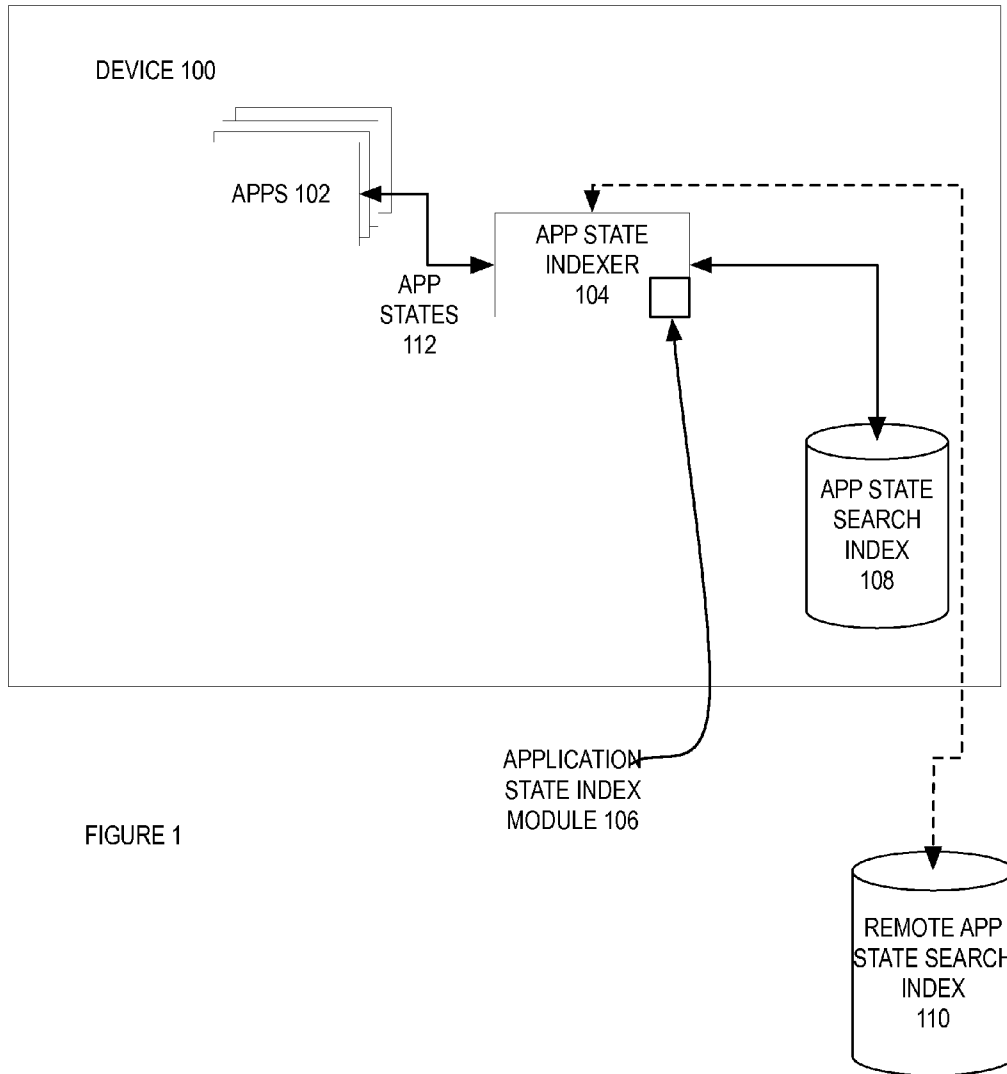 DEVICE 100
APPS 102
APP STATE
INDEXER
104
APP
STATES
112
APP STATE
SEARCH
INDEX
108
APPLICATION
STATE INDEX
MODULE 106
FIGURE 1
REMOTE APP
STATE SEARCH
INDEX
110